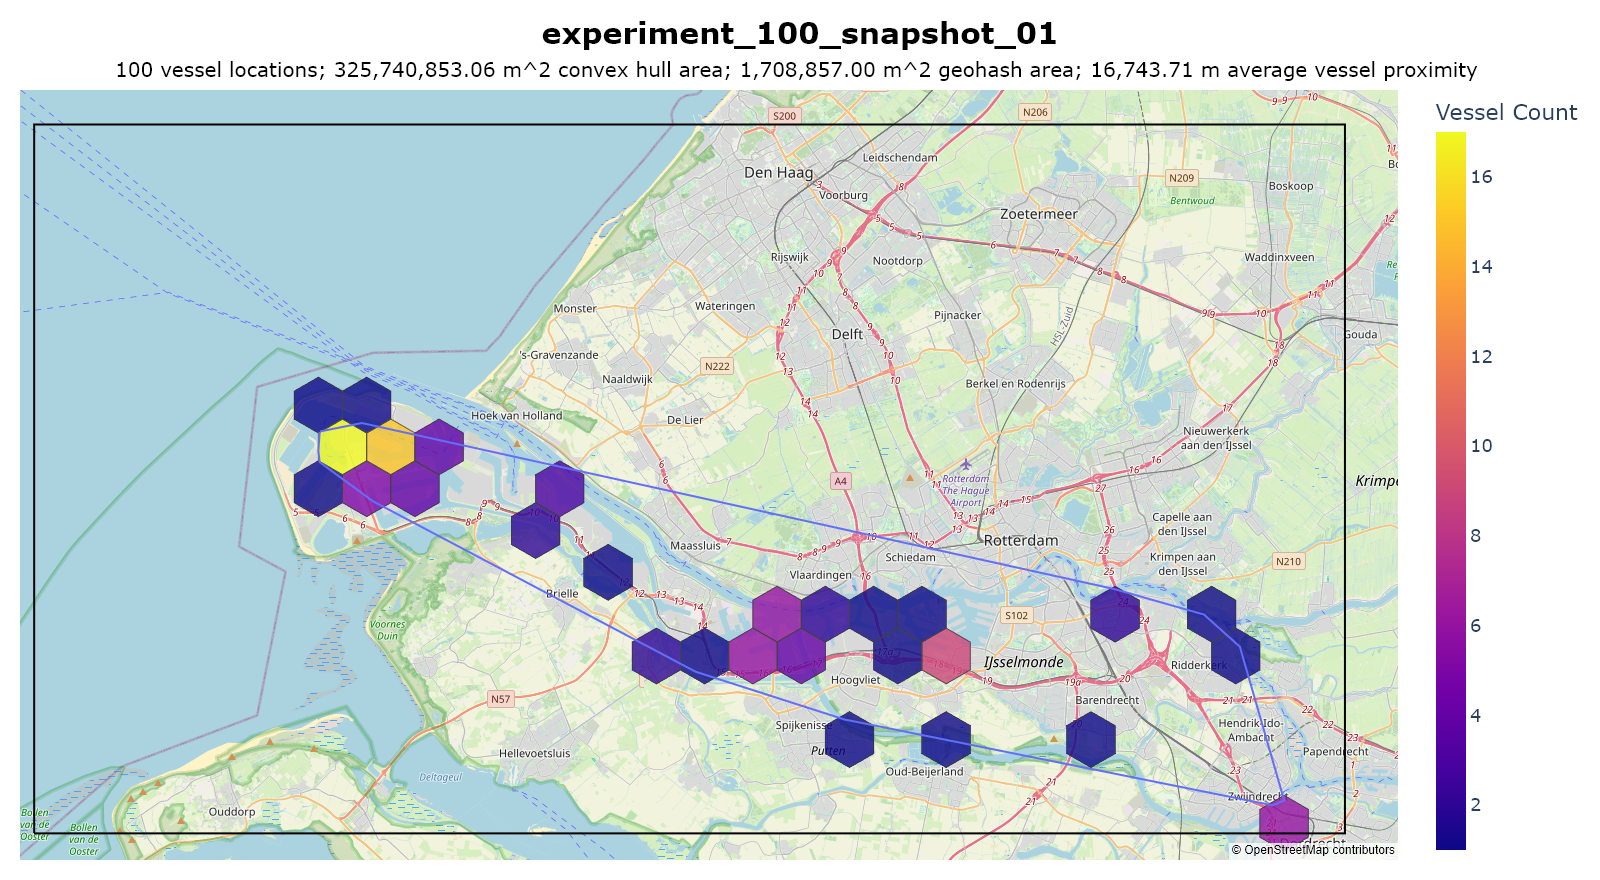 experiment_100_snapshot_01
100 vessel locations; 325,740,853.06 m^2 convex hull area; 1,708,857.00 m^2 geohash area; 16,743.71 m average vessel proximity
Vessel Count
16
14
12
10
8
6
4
2
S200
N206
Den Haag
Leidschendam
Voorburg
N209
Boskoop
Bentwoud
Zoetermeer
Rijswijk
Nootdorp
Waddinxveen
Monster
Wateringen
Pijnacker
HSL-Zuid
Delft
Gouda
's-Gravenzande
N222
Naaldwijk
Berkel en Rodenrijs
Hoek van Holland
De Lier
Nieuwerkerk
aan den IJssel
A4
Rotterdam
The Hague
Airport
Krimpe
Capelle aan
den IJssel
Maassluis
Schiedam
Rotterdam
Krimpen aan
den IJssel
N210
Vlaardingen
Brielle
S102
Voornes
Duin
IJsselmonde
Ridderkerk
Hoogvliet
N57
Barendrecht
Spijkenisse
Hendrik-Ido-
Ambacht
Putten
Hellevoetsluis
Papendrecht
Oud-Beijerland
Deltageul
Zwijndrecht
Ouddorp
Bollen
van de
Ooster
Bollen
van de
Ooster
© OpenStreetMap contributors